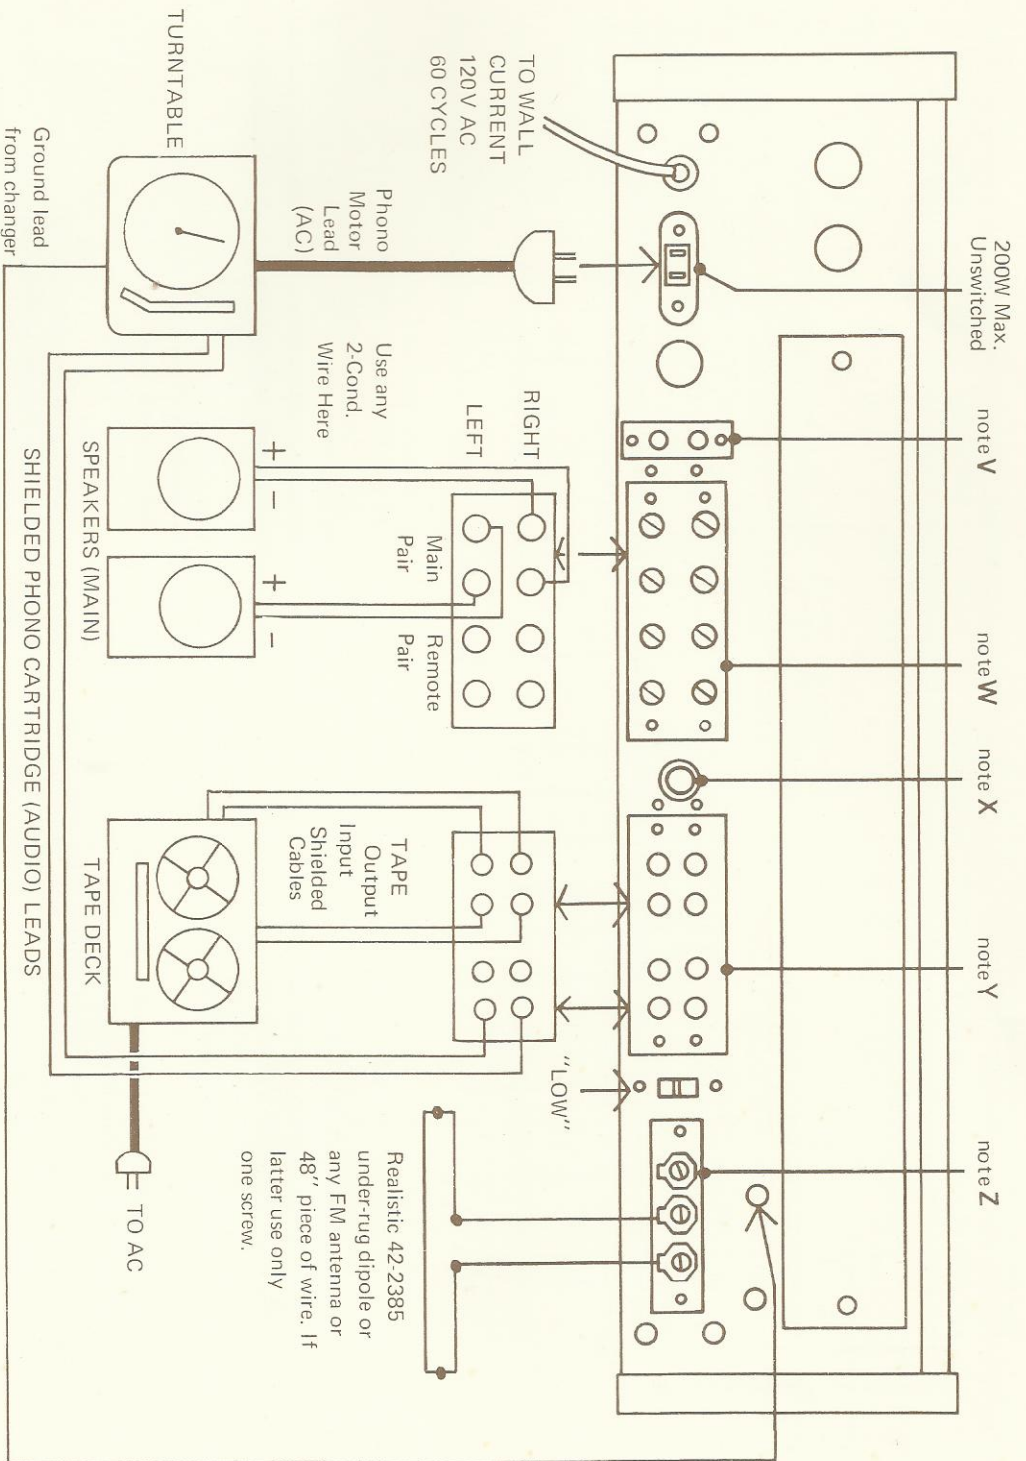 200W Max.
Unswitched
note V
note W
note X
note Y
note Z
TO WALL
CURRENT
120V AC
60 CYCLES
"LOW"
RIGHT
LEFT
Main
Pair
Remote
Pair
Phono
Motor
Lead
(AC)
Use any
2-Cond.
Wire Here
TAPE
Output
Input
Shielded
Cables
Realistic 42-2385
under-rug dipole or
any FM antenna or
48" piece of wire. If
latter use only
one screw.
+
−
+
−
TURNTABLE
SPEAKERS (MAIN)
TAPE DECK
TO AC
Ground lead
from changer
SHIELDED PHONO CARTRIDGE (AUDIO) LEADS